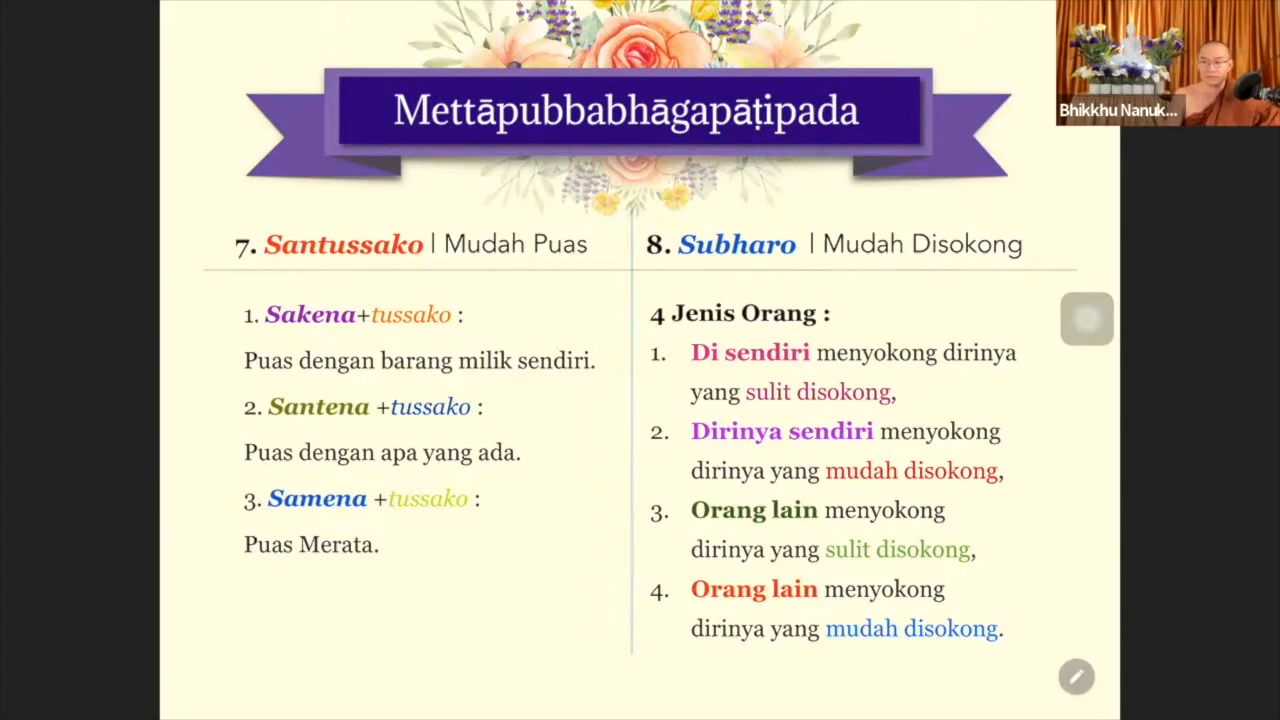 Mettāpubbabhāgapāṭipada
Bhikkhu Nanuk...
7. Santussako | Mudah Puas
1. Sakena+tussako :
Puas dengan barang milik sendiri.
2. Santena +tussako :
Puas dengan apa yang ada.
3. Samena +tussako :
Puas Merata.
8. Subharo | Mudah Disokong
4 Jenis Orang :
1. Di sendiri menyokong dirinya
yang sulit disokong,
2. Dirinya sendiri menyokong
dirinya yang mudah disokong,
3. Orang lain menyokong
dirinya yang sulit disokong,
4. Orang lain menyokong
dirinya yang mudah disokong.